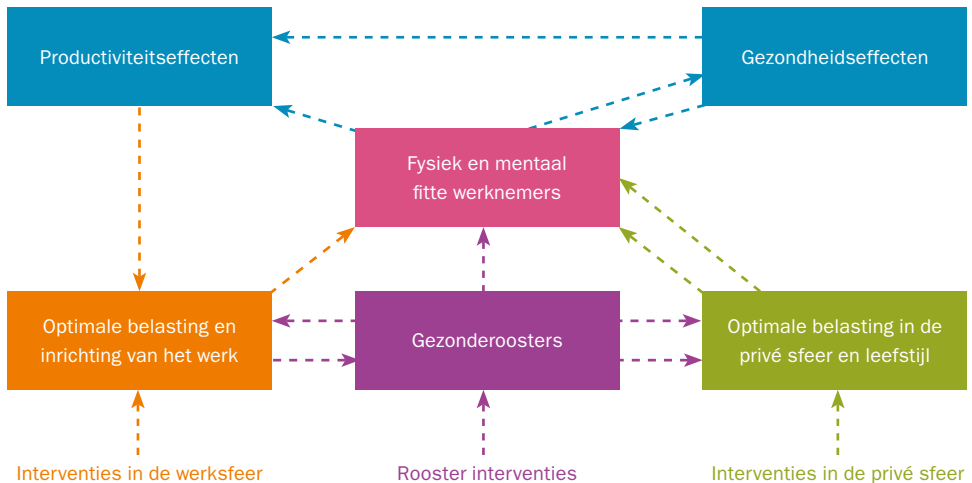 Productiviteitseffecten
Gezondheidseffecten
Fysiek en mentaal
fitte werknemers
Optimale belasting en
inrichting van het werk
Gezonderoosters
Optimale belasting in de
privé sfeer en leefstijl
Interventies in de werksfeer
Rooster interventies
Interventies in de privé sfeer